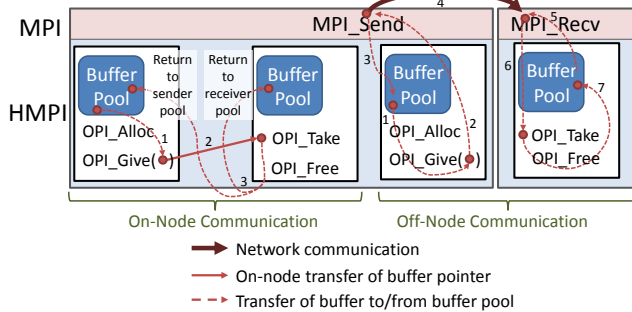 MPI
MPI_Send
4
MPI_Recv
5
HMPI
Buffer
Pool
Return
to
sender
pool
Return
to
receiver
pool
Buffer
Pool
3
Buffer
Pool
6
Buffer
Pool
7
OPI_Alloc
1
OPI_Give( )
2
OPI_Take
3
OPI_Free
1
OPI_Alloc
2
OPI_Give( )
OPI_Take
OPI_Free
On-Node Communication
Off-Node Communication
Network communication
On-node transfer of buffer pointer
Transfer of buffer to/from buffer pool